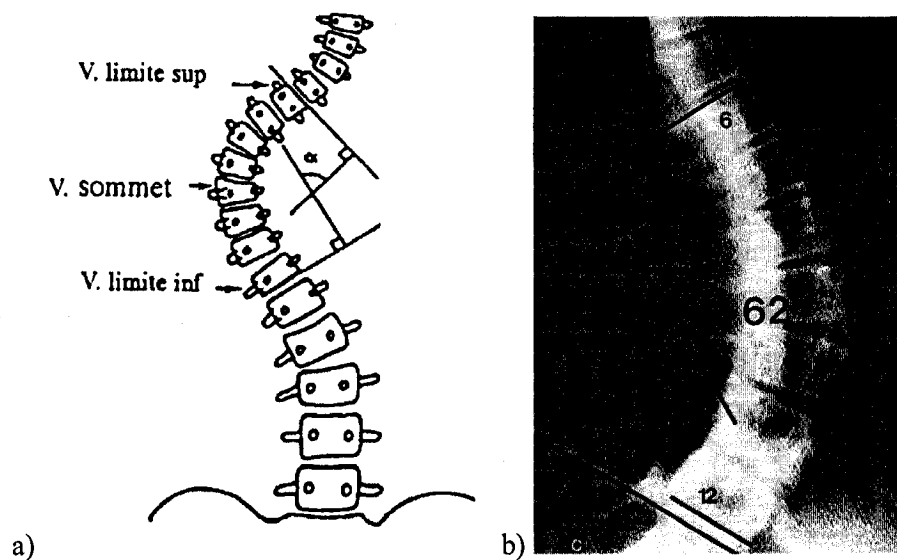 V. limite sup
α
V. sommet
V. limite inf
a)
6
62
12
c
b)